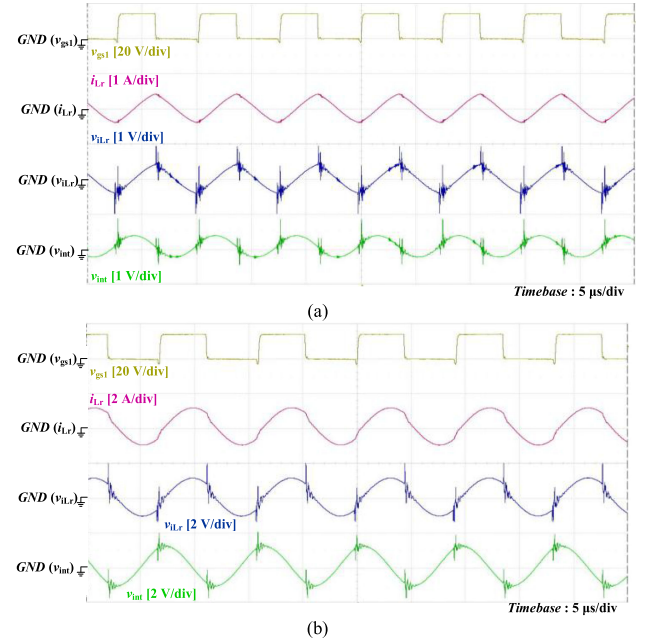 (a)
GND (vgs1)
vgs1 [20 V/div]
iLr [1 A/div]
GND (iLr)
viLr [1 V/div]
GND (viLr)
GND (vint)
vint [1 V/div]
Timebase : 5 µs/div
(a)
GND (vgs1)
vgs1 [20 V/div]
iLr [2 A/div]
GND (iLr)
GND (viLr)
viLr [2 V/div]
GND (vint)
vint [2 V/div]
Timebase : 5 µs/div
(b)